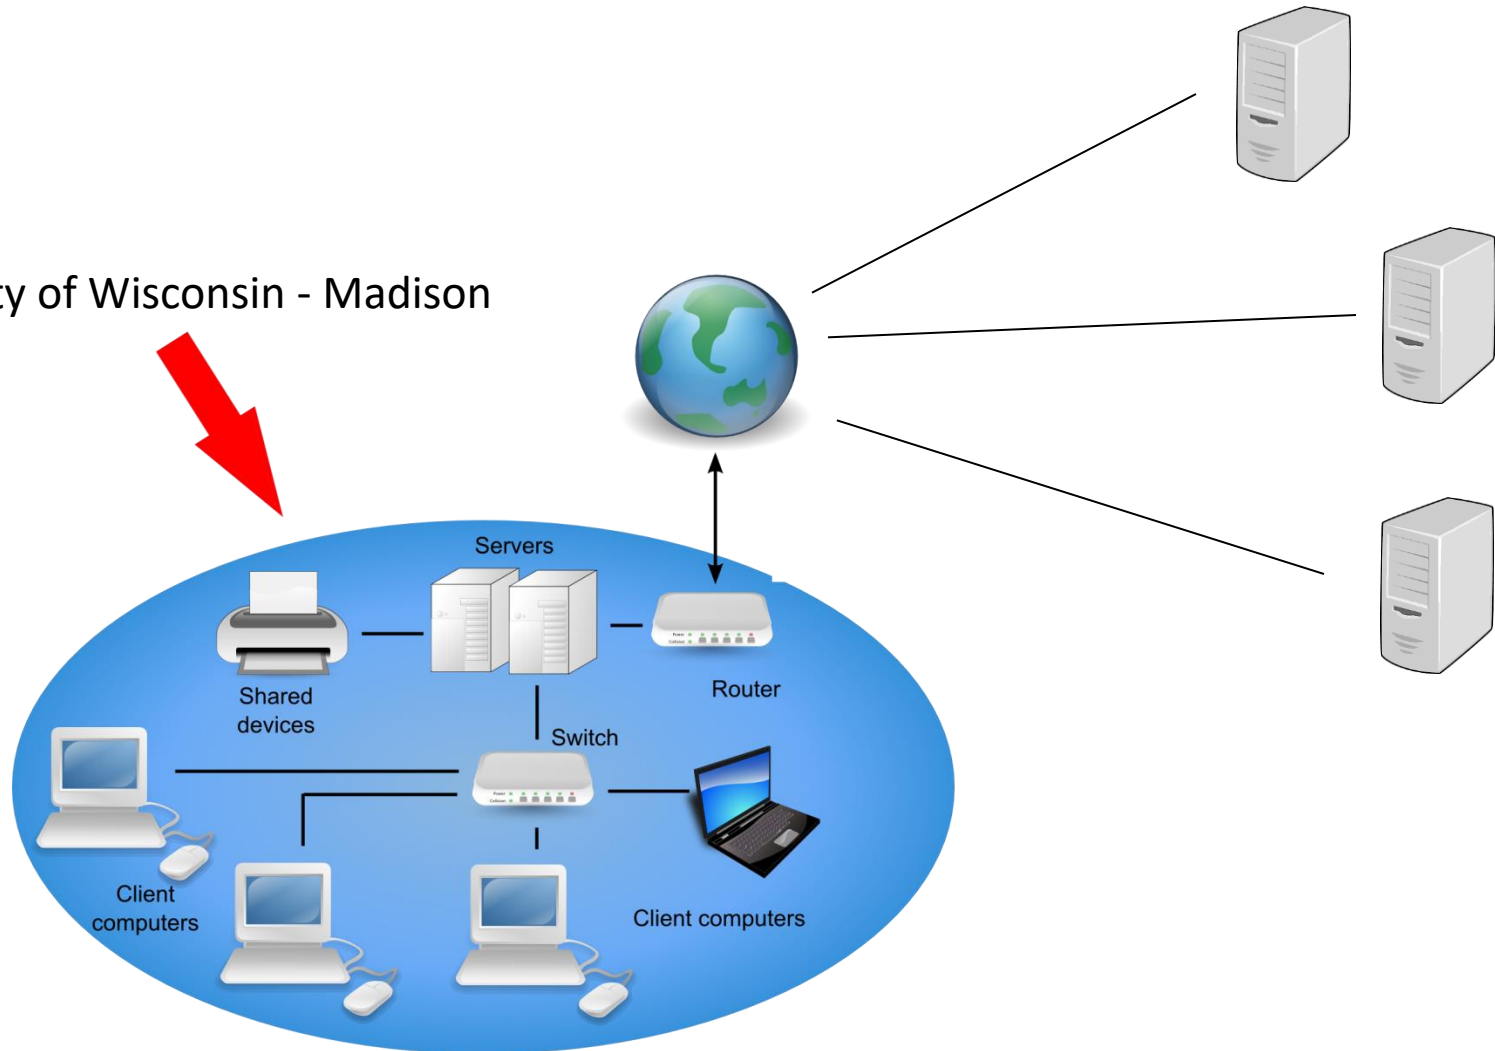 ty of Wisconsin - Madison
Servers
Shared
devices
Router
Switch
Client
computers
Client computers